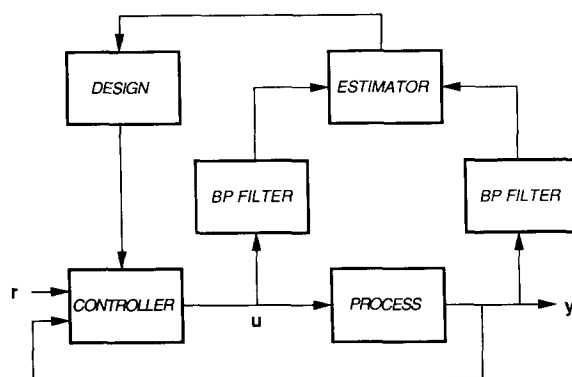 DESIGN
ESTIMATOR
BP FILTER
BP FILTER
r
CONTROLLER
u
PROCESS
y